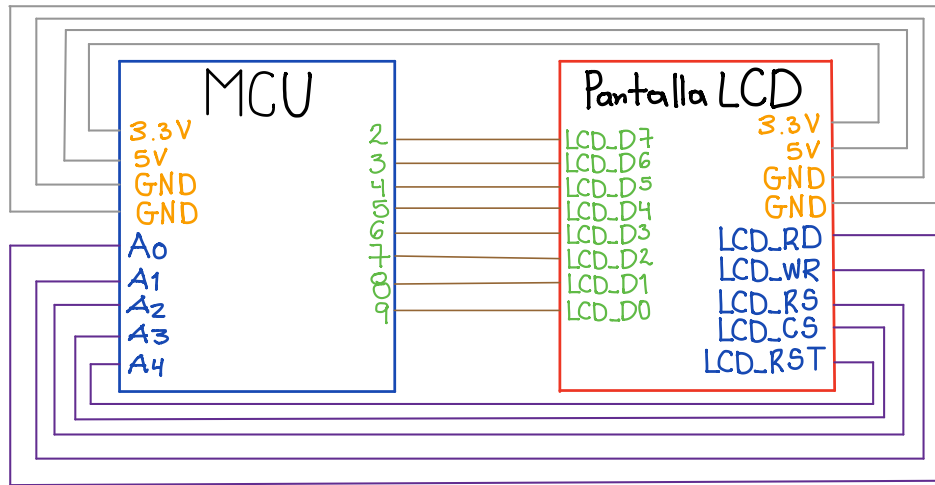 MCU
3.3V
5V
GND
GND
A0
A1
A2
A3
A4
2
3
4
5
6
7
8
9
Pantalla LCD
LCD_D7
LCD_D6
LCD_D5
LCD_D4
LCD_D3
LCD_D2
LCD_D1
LCD_D0
3.3V
5V
GND
GND
LCD_RD
LCD_WR
LCD_RS
LCD_CS
LCD_RST